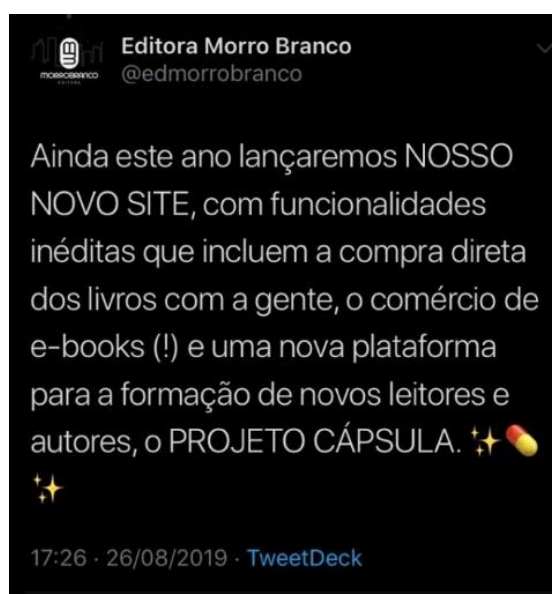 Editora Morro Branco
MORROBRANCO
EDITORA
@edmorrobranco
Ainda este ano lançaremos NOSSO
NOVO SITE, com funcionalidades
inéditas que incluem a compra direta
dos livros com a gente, o comércio de
e-books (!) e uma nova plataforma
para a formação de novos leitores e
autores, o PROJETO CÁPSULA. ✨💊
✨
17:26 · 26/08/2019 · TweetDeck